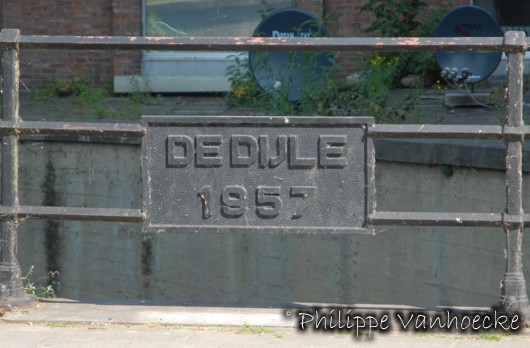 DE DIJLE
1957
© Philippe Vanhoecke